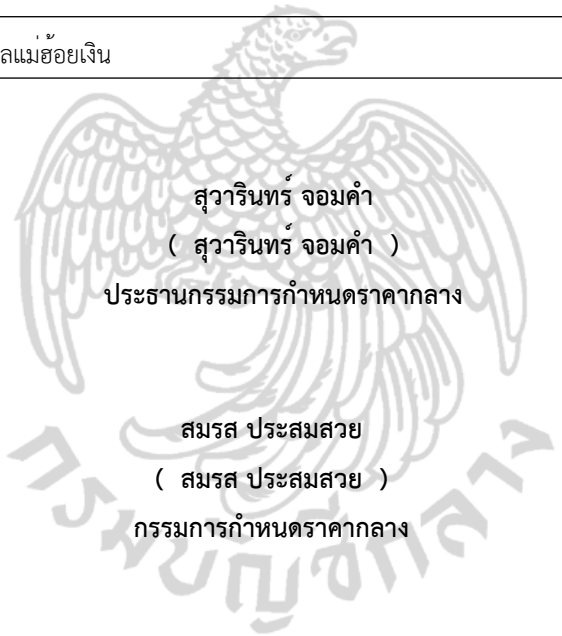 ลแม่ฮ้อยเงิน
สุวารินทร์ จอมคำ
( สุวารินทร์ จอมคำ )
ประธานกรรมการกำหนดราคากลาง
สมรส ประสมสวย
( สมรส ประสมสวย )
กรรมการกำหนดราคากลาง
กรมบัญชีกลาง